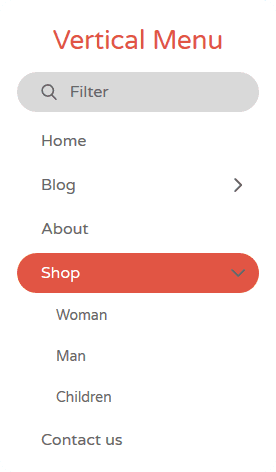 Vertical Menu
Filter
Home
Blog
About
Shop
Woman
Man
Children
Contact us